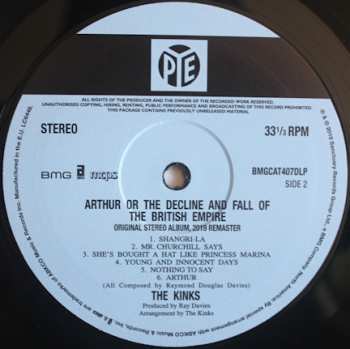 PYE
ALL RIGHTS OF THE PRODUCER AND THE OWNER OF THE RECORDED WORK RESERVED.
UNAUTHORISED COPYING, HIRING, RENTING, PUBLIC PERFORMANCE AND BROADCASTING OF THIS RECORD PROHIBITED.
THIS PACKAGE CONTAINS PREVIOUSLY UNRELEASED MATERIAL.
STEREO
33⅓ RPM
BMG mcps
BMGCAT407DLP
SIDE 2
ARTHUR OR THE DECLINE AND FALL OF
THE BRITISH EMPIRE
ORIGINAL STEREO ALBUM, 2019 REMASTER
1. SHANGRI-LA
2. MR. CHURCHILL SAYS
3. SHE'S BOUGHT A HAT LIKE PRINCESS MARINA
4. YOUNG AND INNOCENT DAYS
5. NOTHING TO SAY
6. ARTHUR
(All Composed by Raymond Douglas Davies)
THE KINKS
Produced by Ray Davies
Arrangement by The Kinks
Manufactured in the E.U.